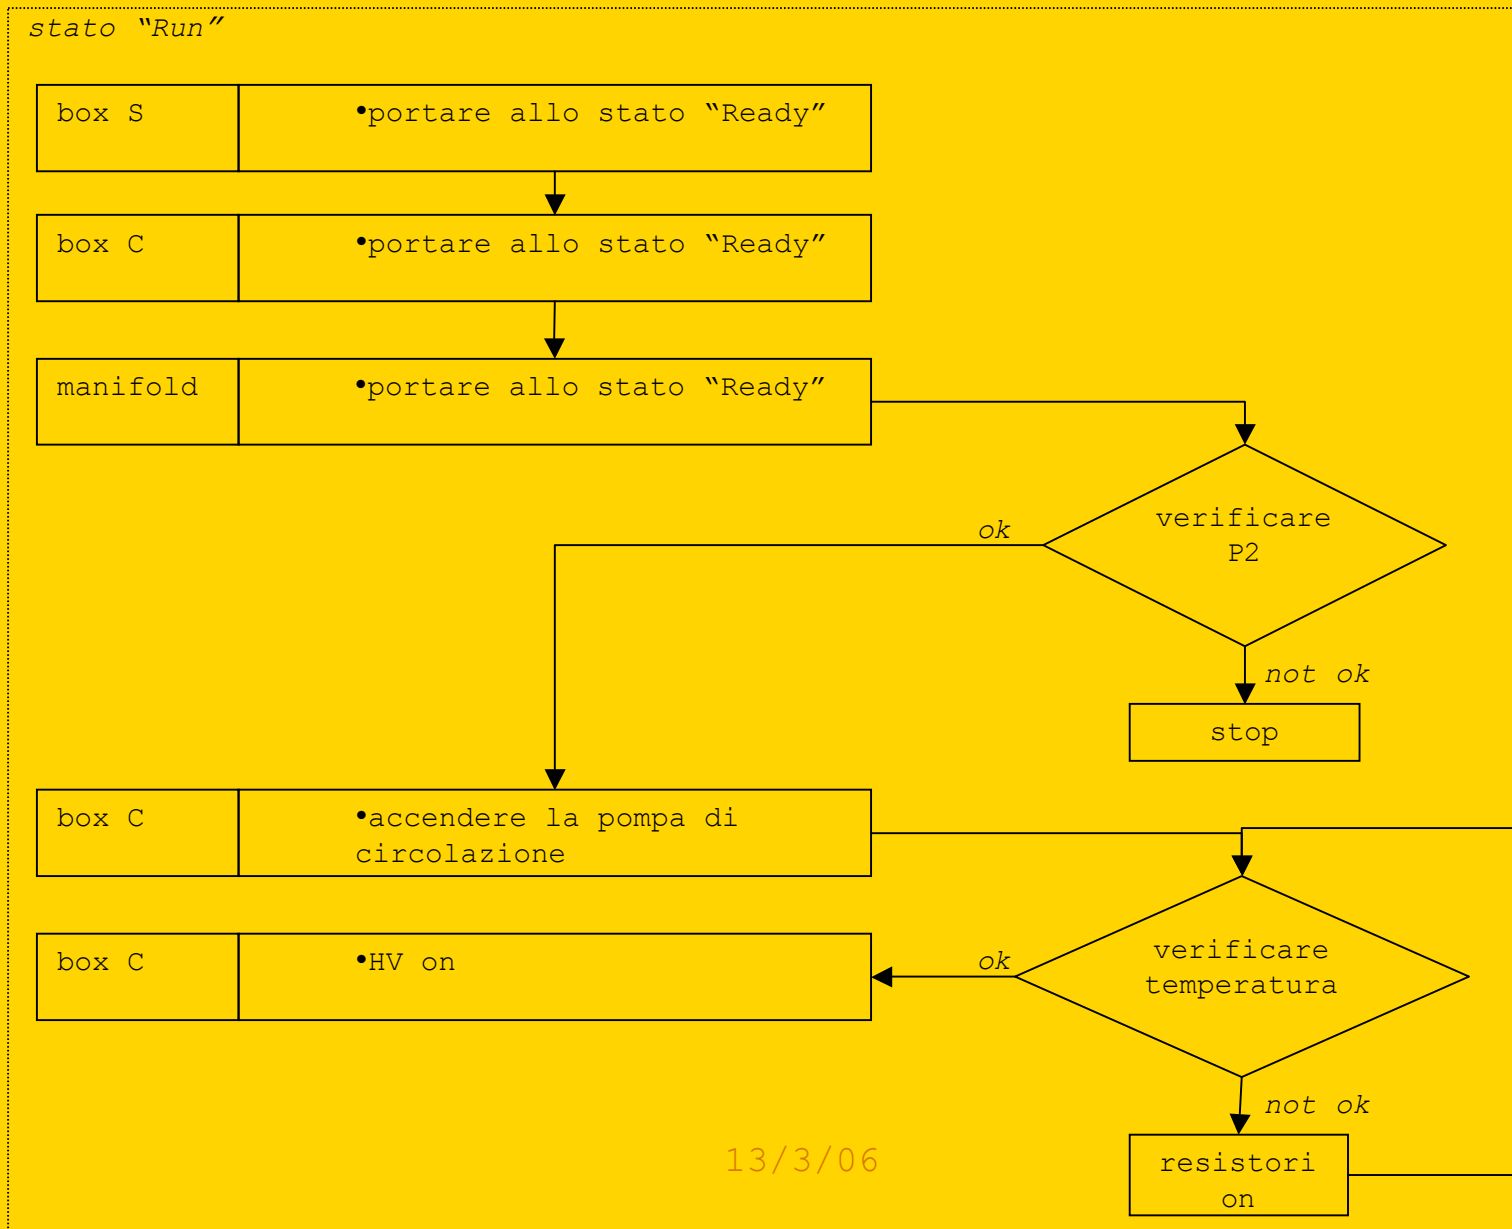 stato “Run”
box S
•portare allo stato “Ready”
box C
•portare allo stato “Ready”
manifold
•portare allo stato “Ready”
verificare
P2
ok
not ok
stop
box C
•accendere la pompa di
circolazione
verificare
temperatura
ok
box C
•HV on
not ok
resistori
on
13/3/06